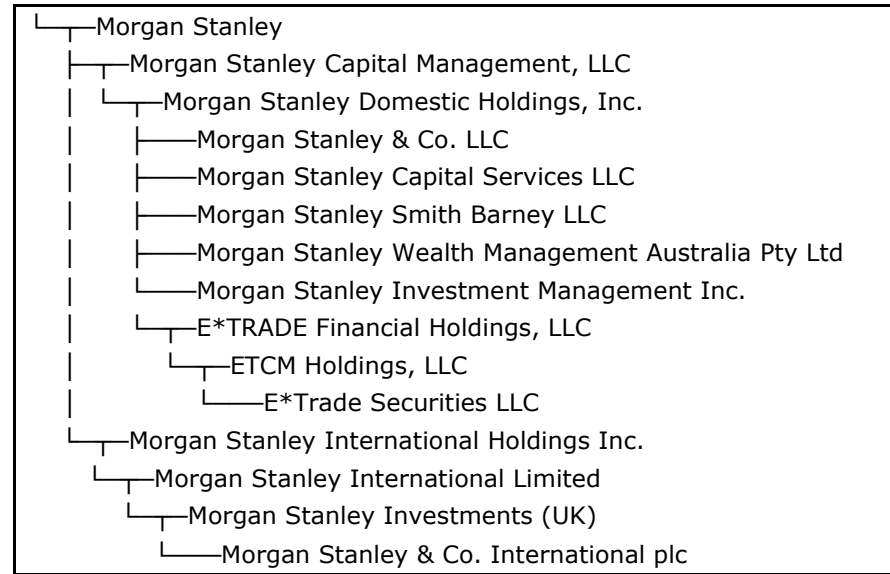 Morgan Stanley
Morgan Stanley Capital Management, LLC
Morgan Stanley Domestic Holdings, Inc.
Morgan Stanley & Co. LLC
Morgan Stanley Capital Services LLC
Morgan Stanley Smith Barney LLC
Morgan Stanley Wealth Management Australia Pty Ltd
Morgan Stanley Investment Management Inc.
E*TRADE Financial Holdings, LLC
ETCM Holdings, LLC
E*Trade Securities LLC
Morgan Stanley International Holdings Inc.
Morgan Stanley International Limited
Morgan Stanley Investments (UK)
Morgan Stanley & Co. International plc